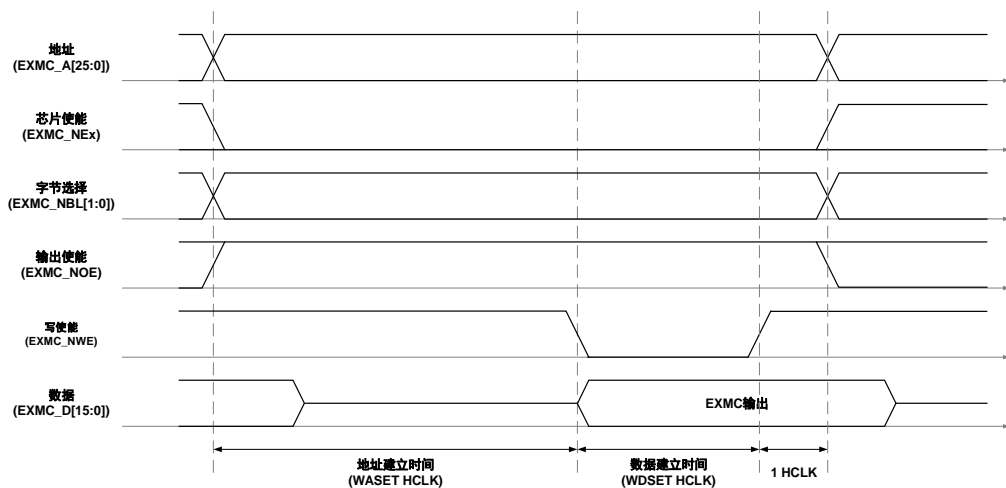 地址
(EXMC_A[25:0])
芯片使能
(EXMC_NEx)
字节选择
(EXMC_NBL[1:0])
输出使能
(EXMC_NOE)
写使能
(EXMC_NWE)
数据
(EXMC_D[15:0])
EXMC输出
地址建立时间
(WASET HCLK)
数据建立时间
(WDSET HCLK)
1 HCLK